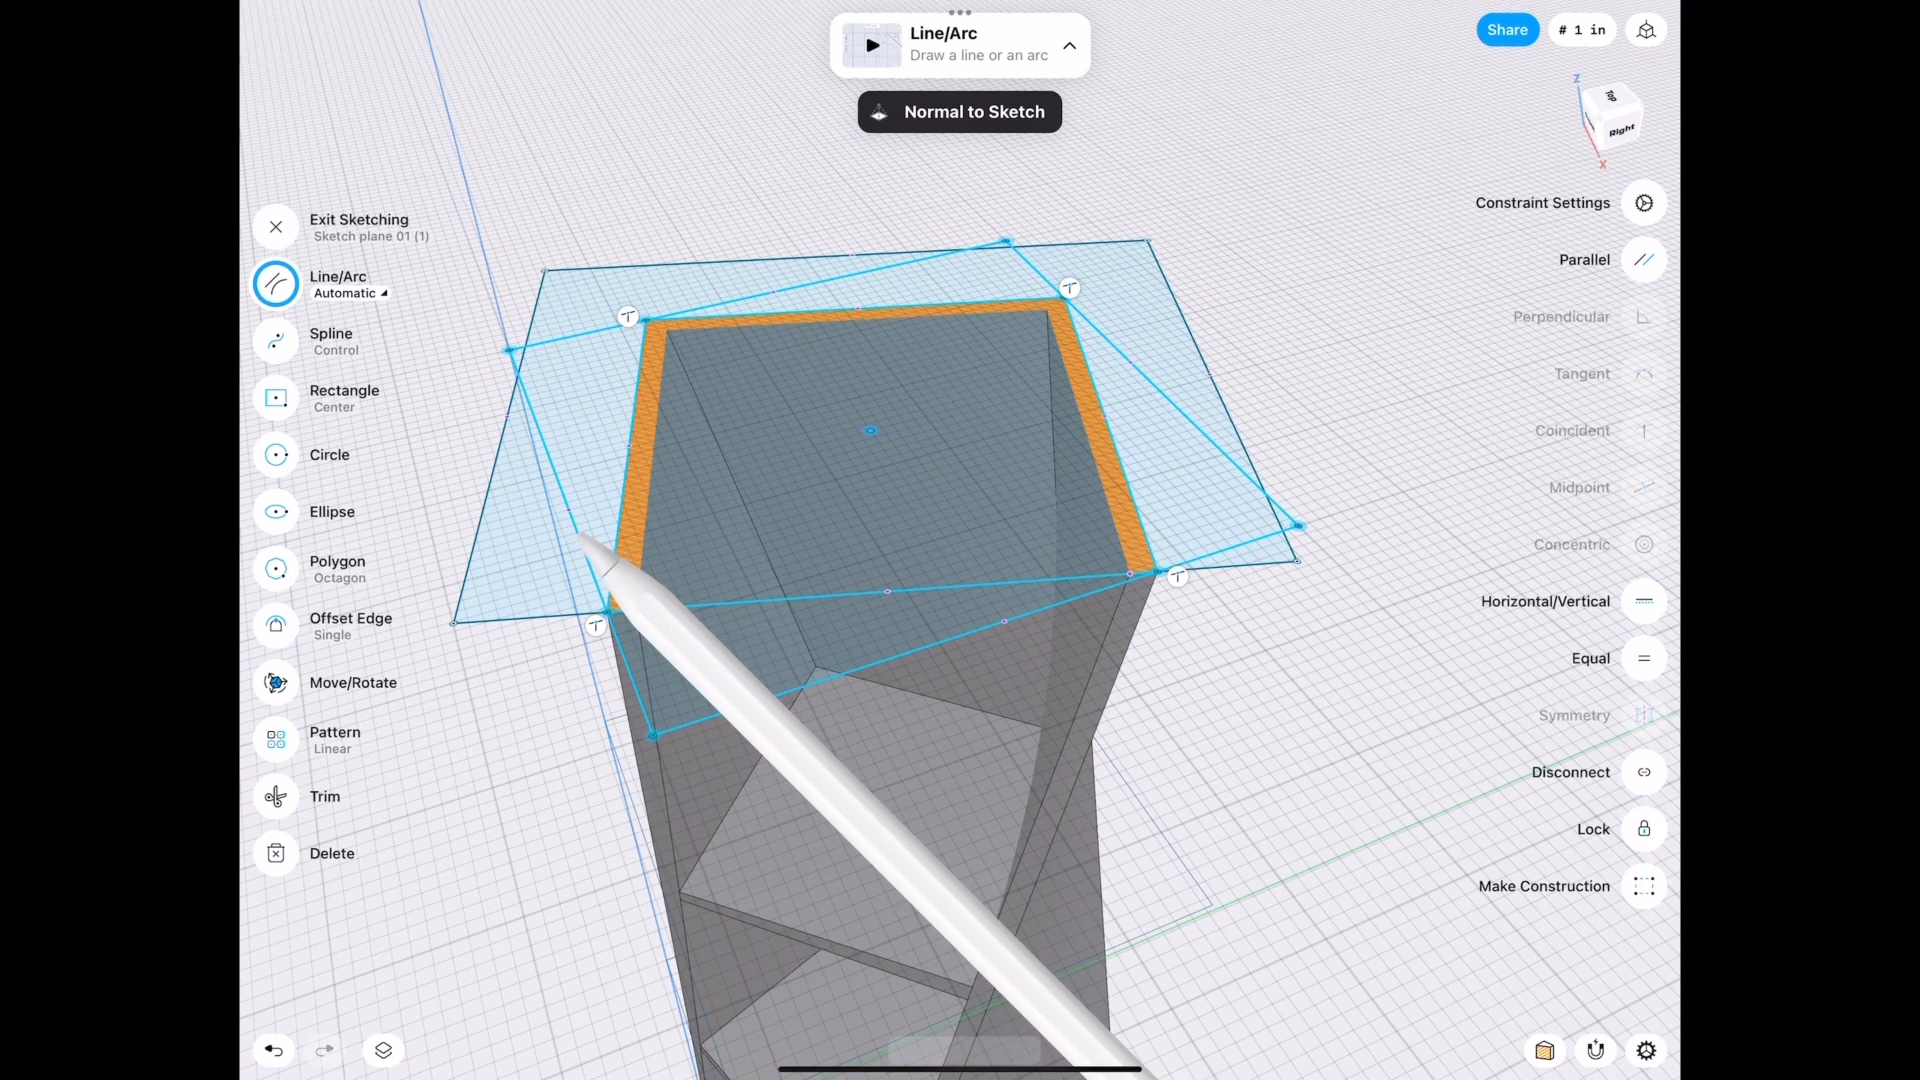 Line/Arc
Draw a line or an arc
Normal to Sketch
Share
# 1 in
Z
Top
Right
X
Exit Sketching
Sketch plane 01 (1)
Line/Arc
Automatic
Spline
Control
Rectangle
Center
Circle
Ellipse
Polygon
Octagon
Offset Edge
Single
Move/Rotate
Pattern
Linear
Trim
Delete
Constraint Settings
Parallel
Perpendicular
Tangent
Coincident
Midpoint
Concentric
Horizontal/Vertical
Equal
Symmetry
Disconnect
Lock
Make Construction